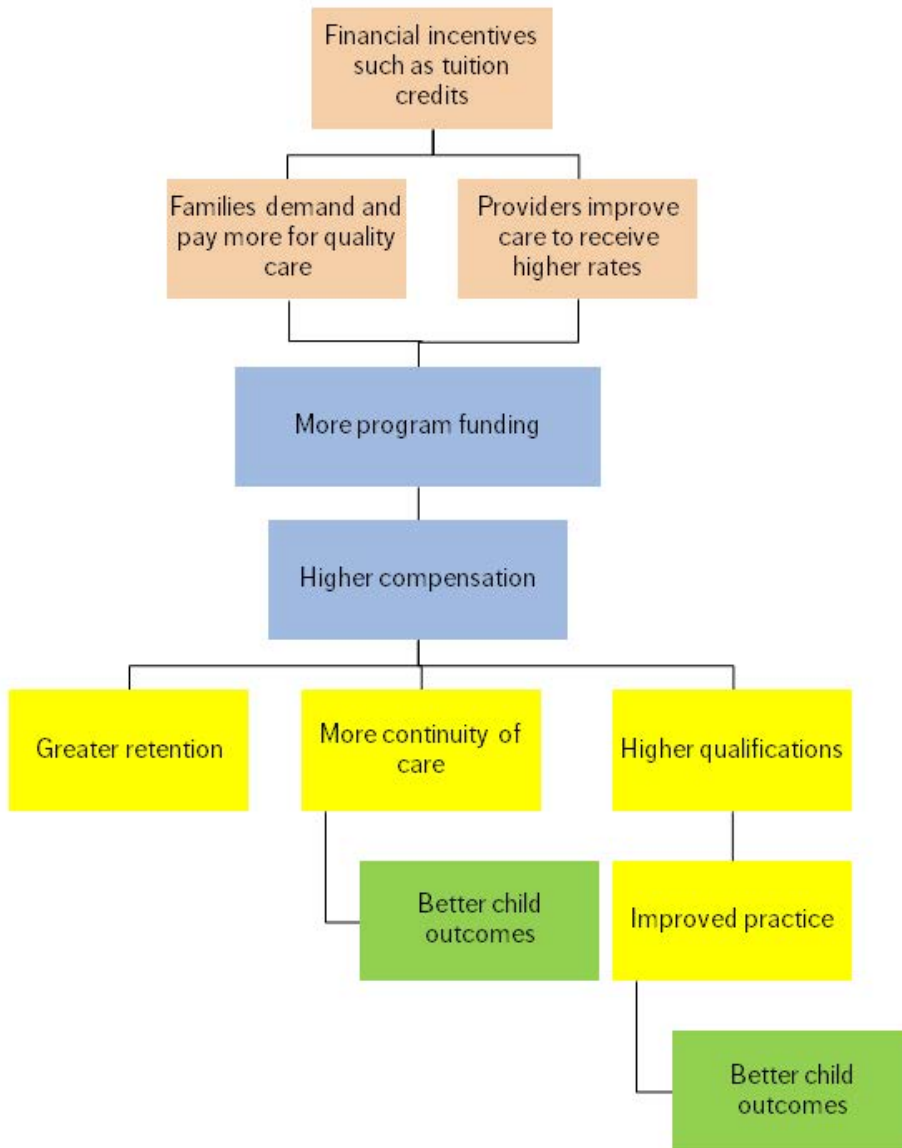 Financial incentives
such as tuition
credits
Families demand and
pay more for quality
care
Providers improve
care to receive
higher rates
More program funding
Higher compensation
Greater retention
More continuity of
care
Higher qualifications
Better child
outcomes
Improved practice
Better child
outcomes